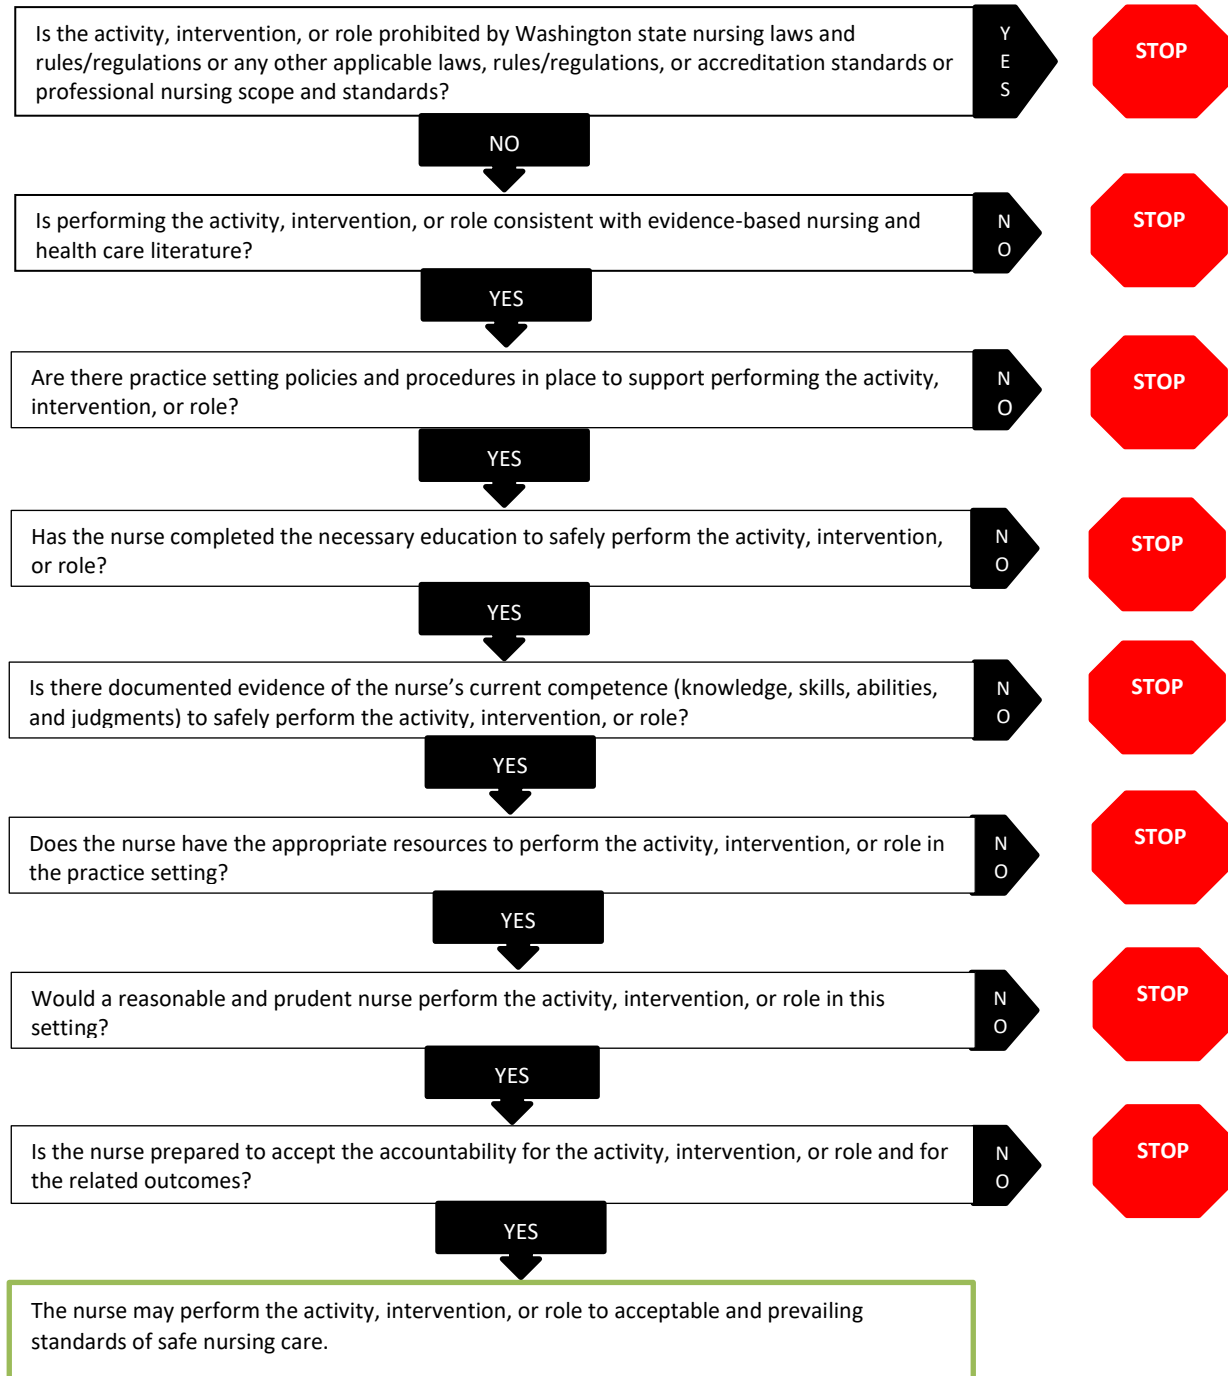 Is the activity, intervention, or role prohibited by Washington state nursing laws and
rules/regulations or any other applicable laws, rules/regulations, or accreditation standards or
professional nursing scope and standards?
Y
E
S
STOP
NO
Is performing the activity, intervention, or role consistent with evidence-based nursing and
health care literature?
N
O
STOP
YES
Are there practice setting policies and procedures in place to support performing the activity,
intervention, or role?
N
O
STOP
YES
Has the nurse completed the necessary education to safely perform the activity, intervention,
or role?
N
O
STOP
YES
Is there documented evidence of the nurse’s current competence (knowledge, skills, abilities,
and judgments) to safely perform the activity, intervention, or role?
N
O
STOP
YES
Does the nurse have the appropriate resources to perform the activity, intervention, or role in
the practice setting?
N
O
STOP
YES
Would a reasonable and prudent nurse perform the activity, intervention, or role in this
setting?
N
O
STOP
YES
Is the nurse prepared to accept the accountability for the activity, intervention, or role and for
the related outcomes?
N
O
STOP
YES
The nurse may perform the activity, intervention, or role to acceptable and prevailing
standards of safe nursing care.